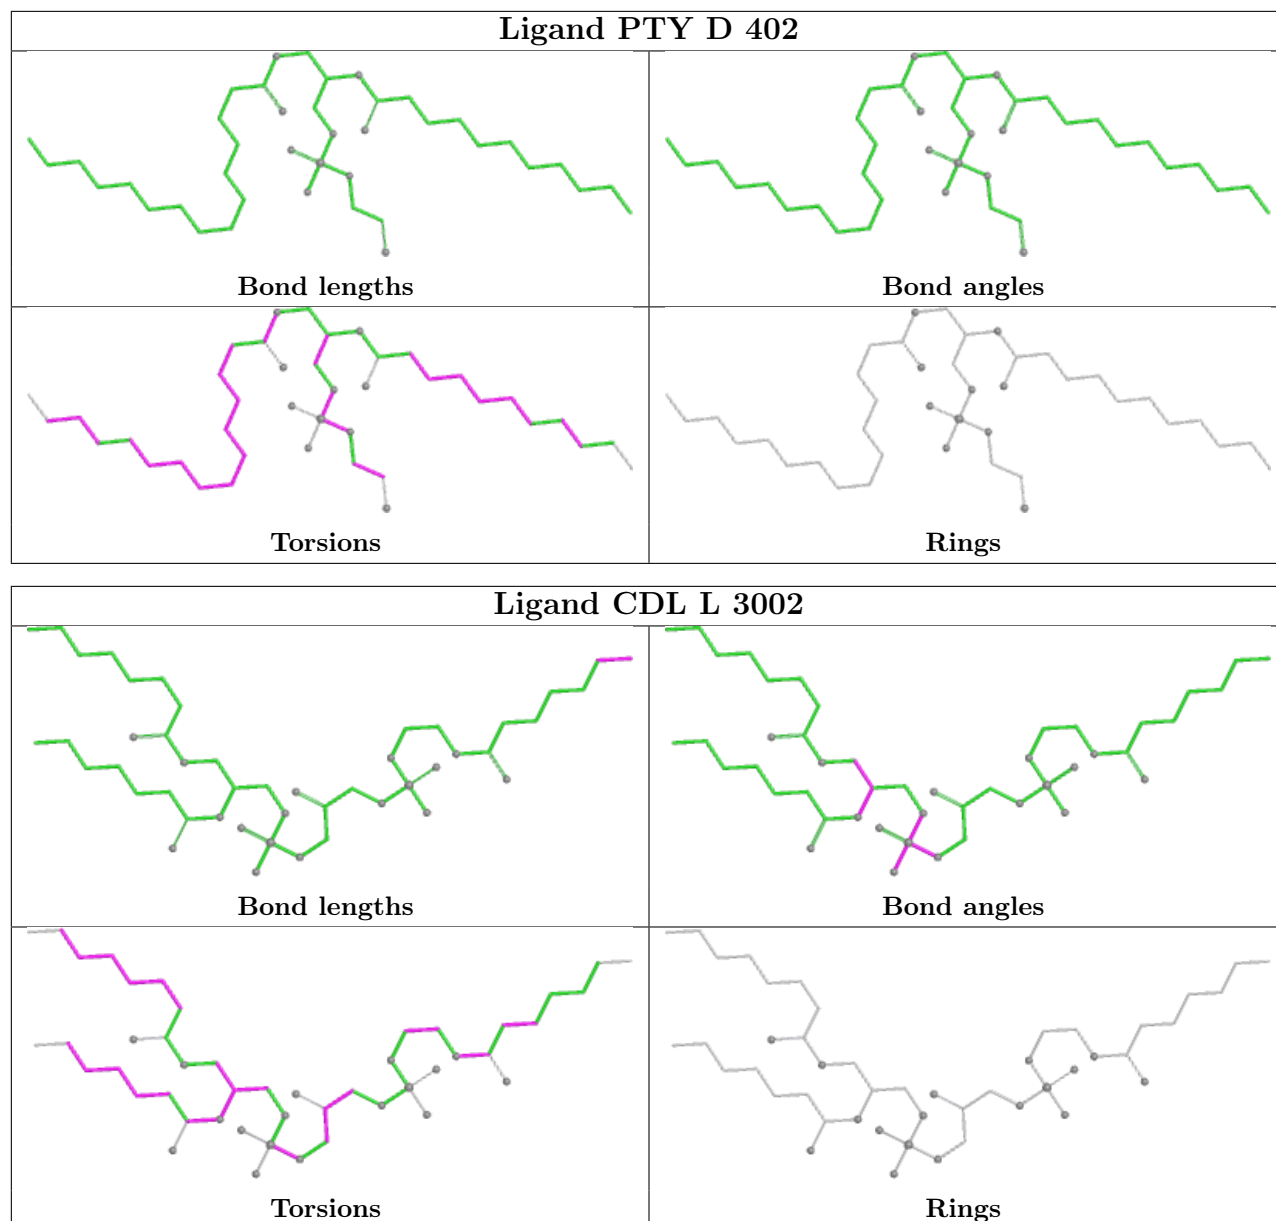 Ligand PTY D 402
Bond lengths
Bond angles
Torsions
Rings
Ligand CDL L 3002
Bond lengths
Bond angles
Torsions
Rings